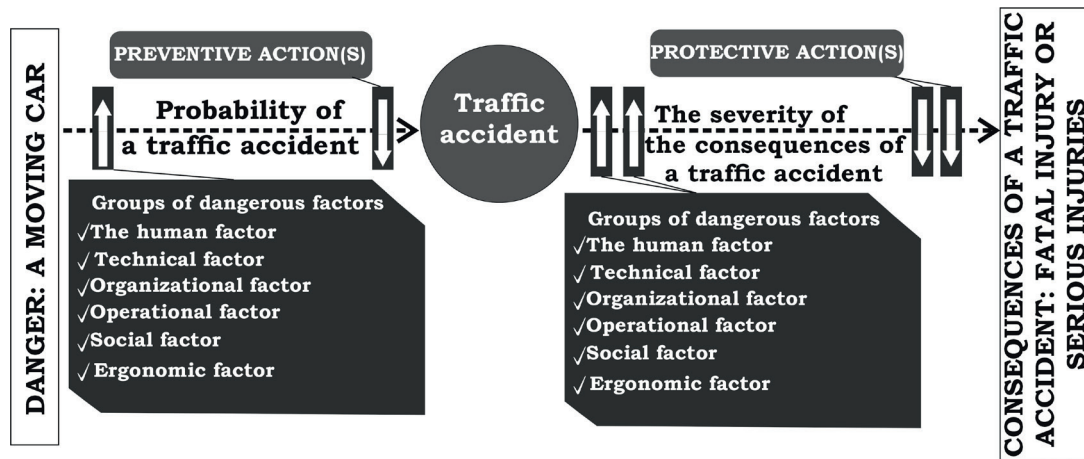 DANGER: A MOVING CAR
PREVENTIVE ACTION(S)
Probability of
a traffic accident
Groups of dangerous factors
✓The human factor
✓Technical factor
✓Organizational factor
✓Operational factor
✓Social factor
✓Ergonomic factor
Traffic
accident
PROTECTIVE ACTION(S)
The severity of
the consequences of
a traffic accident
Groups of dangerous factors
✓The human factor
✓Technical factor
✓Organizational factor
✓Operational factor
✓Social factor
✓Ergonomic factor
CONSEQUENCES OF A TRAFFIC
ACCIDENT: FATAL INJURY OR
SERIOUS INJURIES